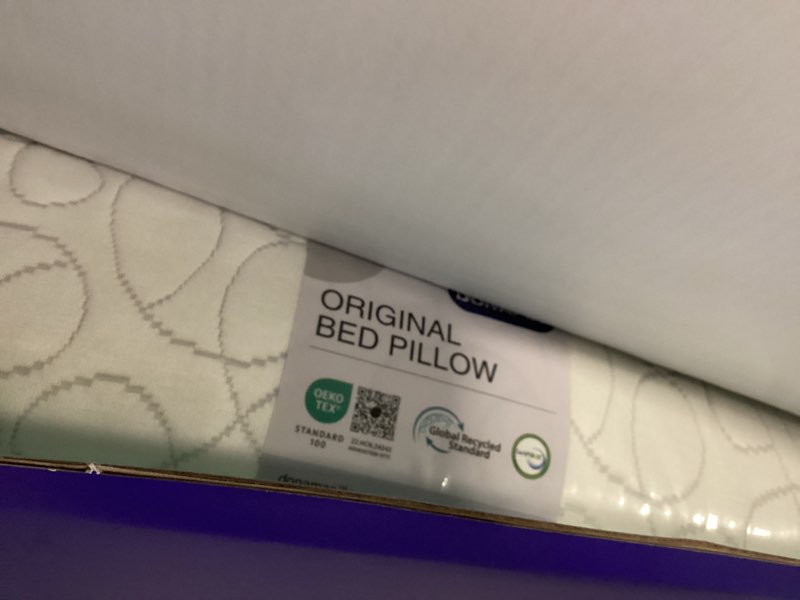 ORIGINAL
BED PILLOW
OEKO
TEX®
STANDARD
100
Global Recycled
Standard